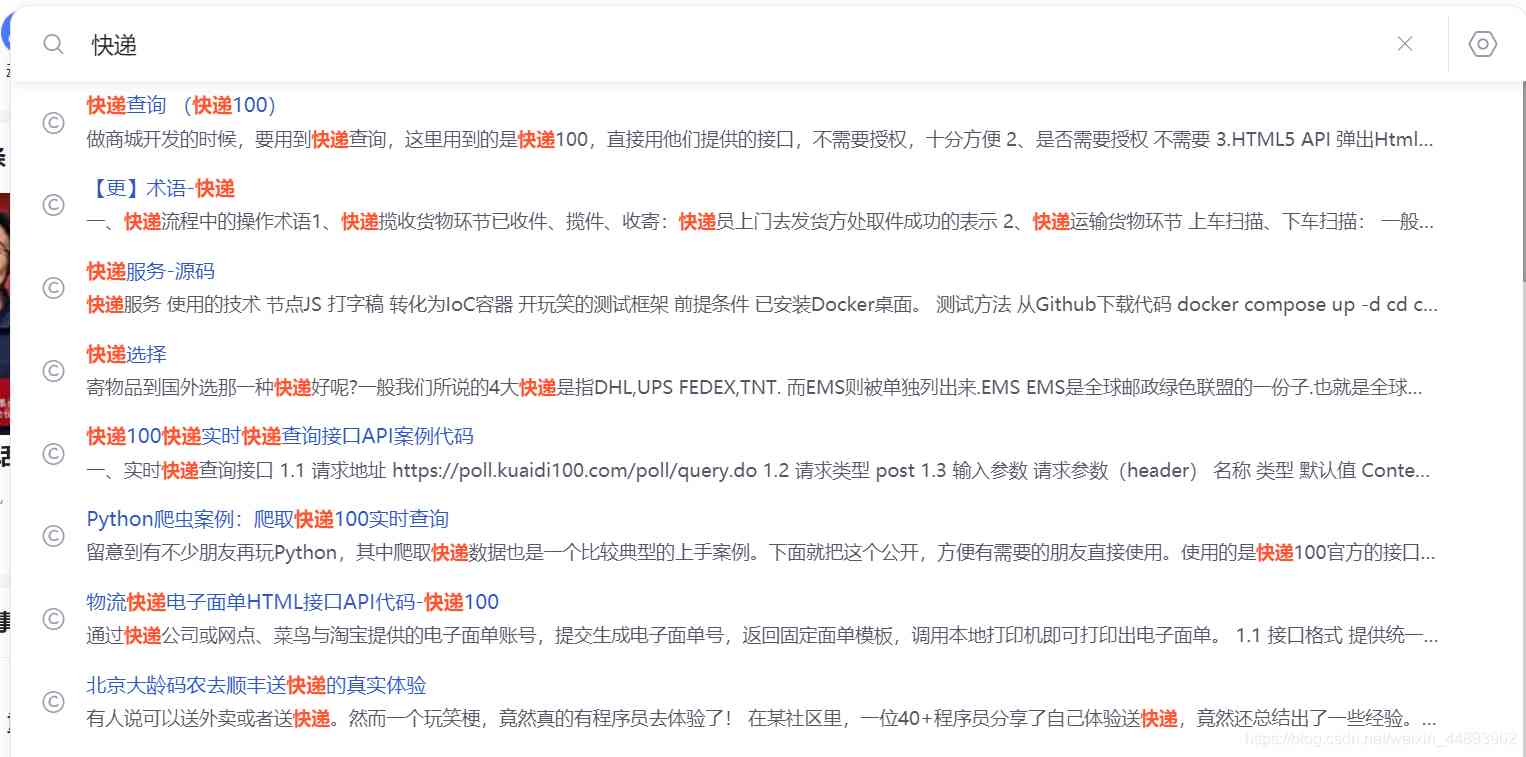 快递
快递查询 （快递100）
做商城开发的时候，要用到快递查询，这里用到的是快递100，直接用他们提供的接口，不需要授权，十分方便 2、是否需要授权 不需要 3.HTML5 API 弹出Html...
【更】术语-快递
一、快递流程中的操作术语1、快递揽收货物环节已收件、揽件、收寄：快递员上门去发货方处取件成功的表示 2、快递运输货物环节 上车扫描、下车扫描： 一般...
快递服务-源码
快递服务 使用的技术 节点JS 打字稿 转化为IoC容器 开玩笑的测试框架 前提条件 已安装Docker桌面。 测试方法 从Github下载代码 docker compose up -d cd c...
快递选择
寄物品到国外选那一种快递好呢?一般我们所说的4大快递是指DHL,UPS FEDEX,TNT. 而EMS则被单独列出来.EMS EMS是全球邮政绿色联盟的一份子.也就是全球...
快递100快递实时快递查询接口API案例代码
一、实时快递查询接口 1.1 请求地址 https://poll.kuaidi100.com/poll/query.do 1.2 请求类型 post 1.3 输入参数 请求参数（header） 名称 类型 默认值 Conte...
Python爬虫案例：爬取快递100实时查询
留意到有不少朋友再玩Python，其中爬取快递数据也是一个比较典型的上手案例。下面就把这个公开，方便有需要的朋友直接使用。使用的是快递100官方的接口...
物流快递电子面单HTML接口API代码-快递100
通过快递公司或网点、菜鸟与淘宝提供的电子面单账号，提交生成电子面单号，返回固定面单模板，调用本地打印机即可打印出电子面单。 1.1 接口格式 提供统一...
北京大龄码农去顺丰送快递的真实体验
有人说可以送外卖或者送快递。然而一个玩笑梗，竟然真的有程序员去体验了！ 在某社区里，一位40+程序员分享了自己体验送快递，竟然还总结出了一些经验。...
https://blog.csdn.net/weixin_44893902